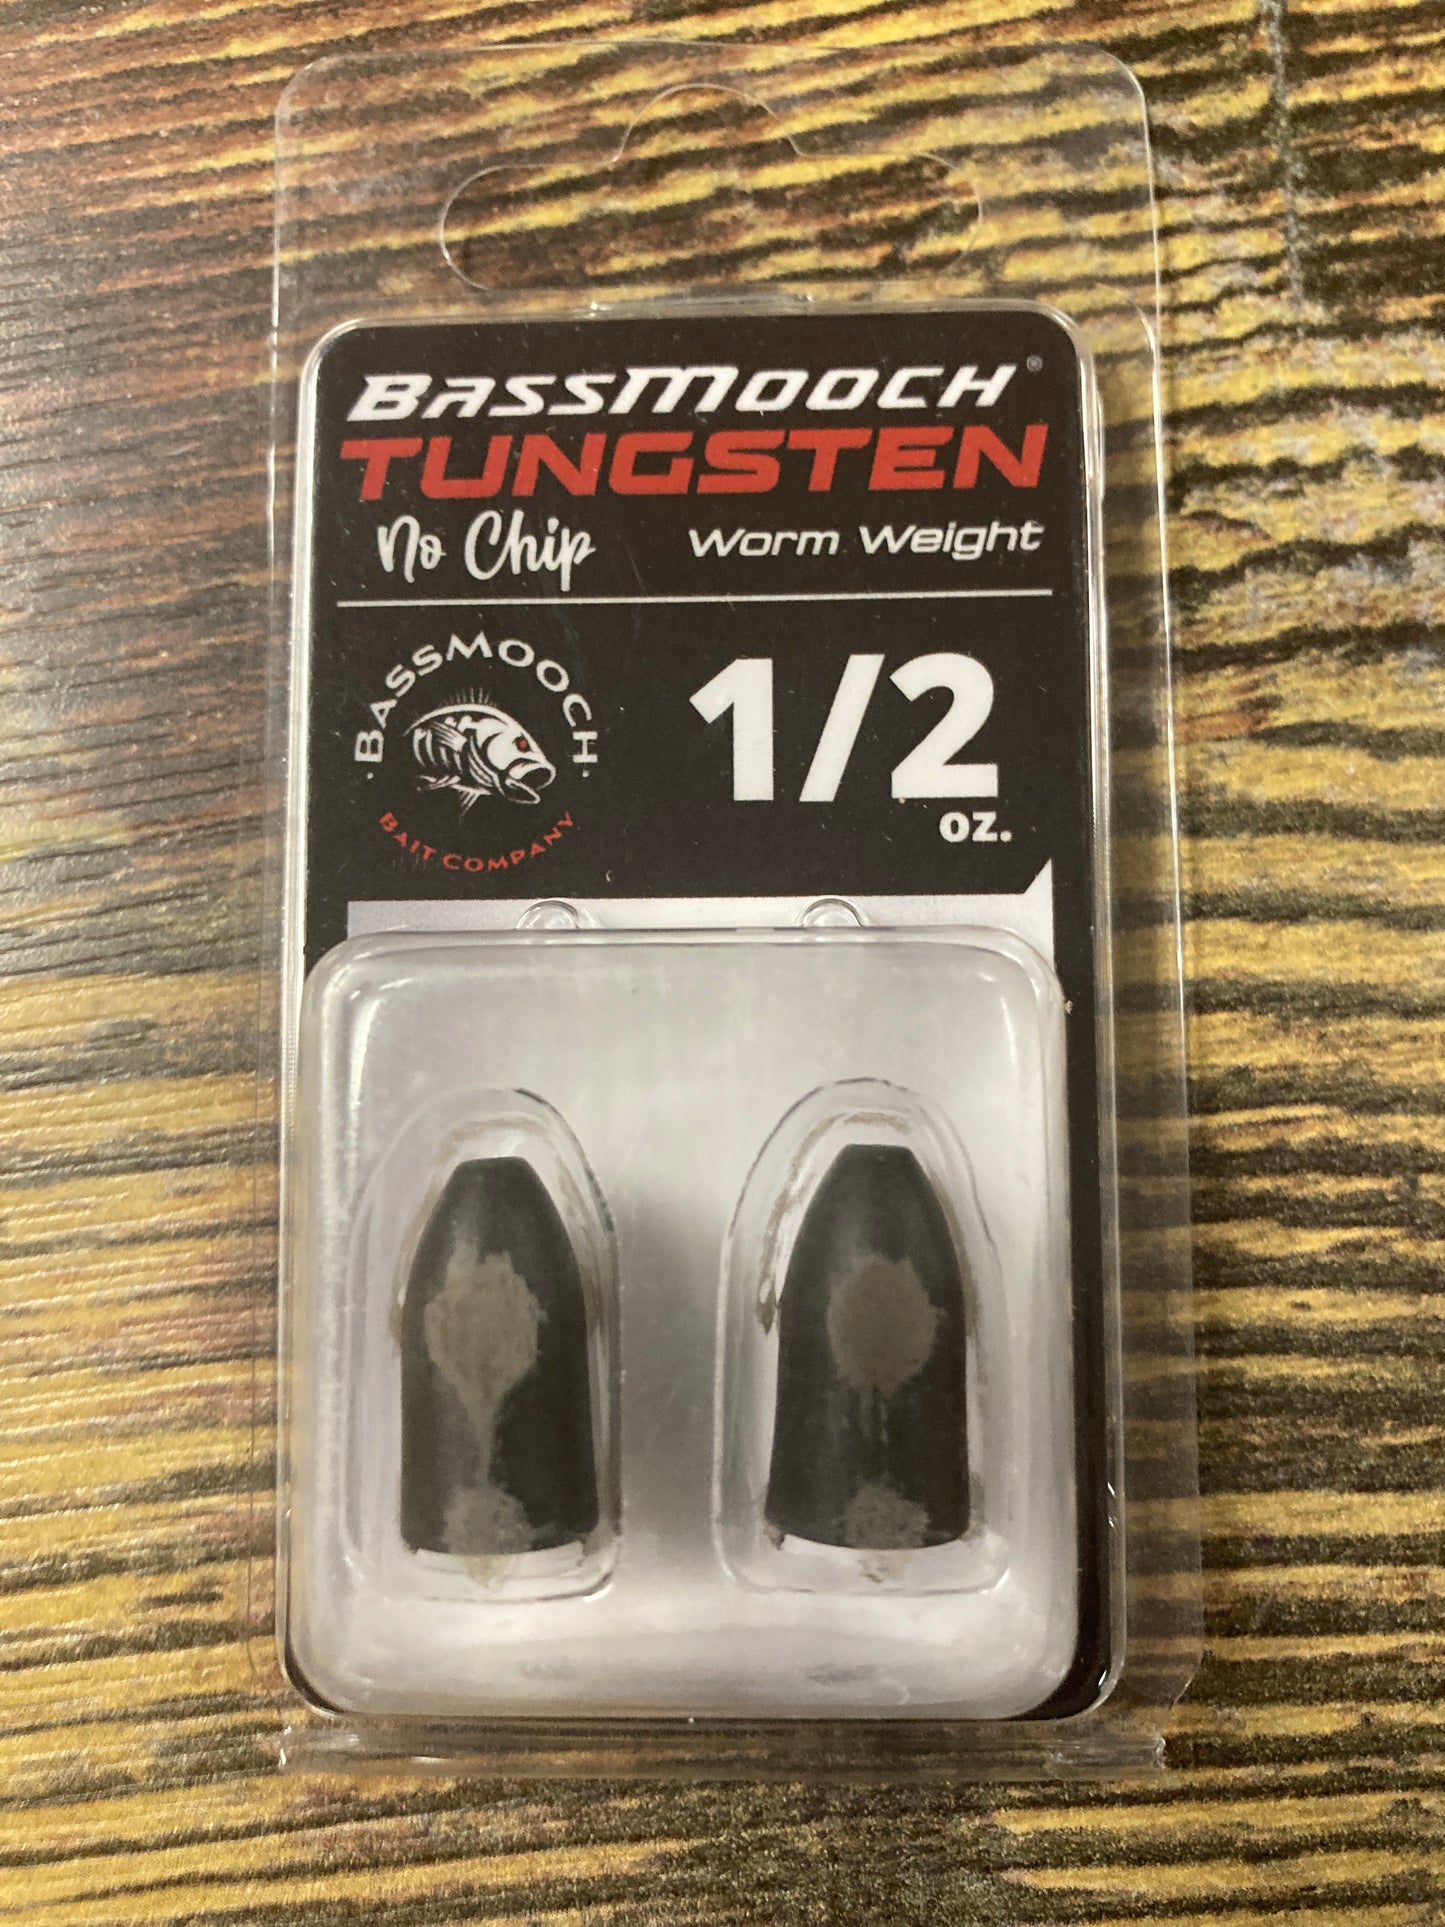 BASSMOOCH®
TUNGSTEN
No Chip Worm Weight
BASSMOOCH
BAIT COMPANY
1/2
oz.